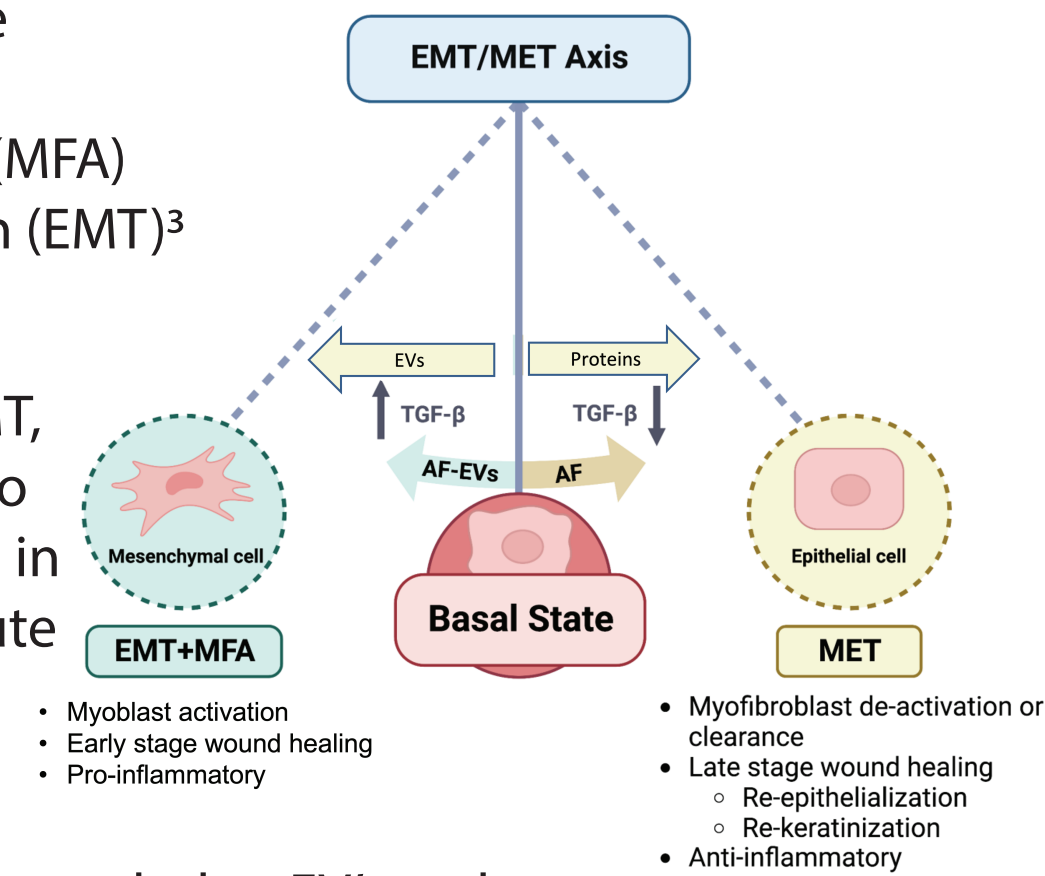 EMT/MET Axis
(MFA)
(EMT)³
EVs
Proteins
TGF-β
TGF-β
AF-EVs
AF
in
Mesenchymal cell
Epithelial cell
Basal State
EMT+MFA
MET
• Myoblast activation
• Early stage wound healing
• Pro-inflammatory
• Myofibroblast de-activation or
clearance
• Late stage wound healing
○ Re-epithelialization
○ Re-keratinization
• Anti-inflammatory